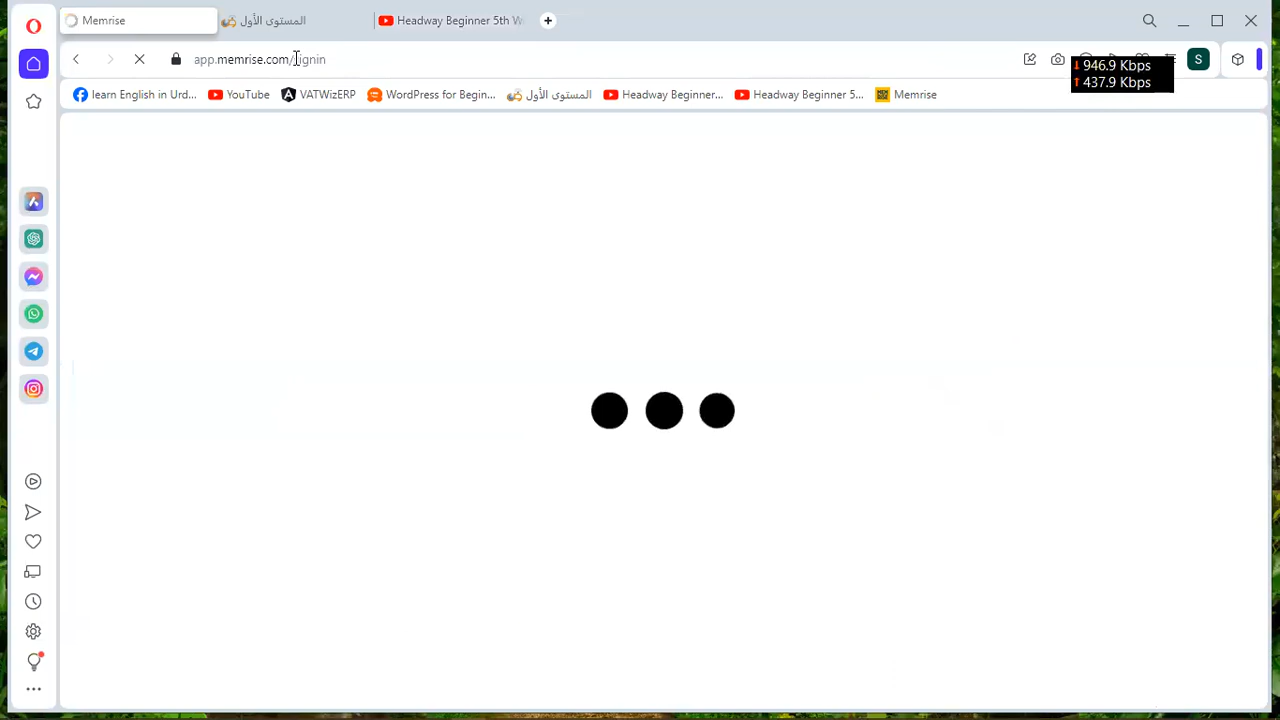 Memrise
المستوى الأول
Headway Beginner 5th W
app.memrise.com/signin
S
946.9 Kbps
437.9 Kbps
learn English in Urd...
YouTube
VATWizERP
WordPress for Begin...
المستوى الأول
Headway Beginner...
Headway Beginner 5...
Memrise